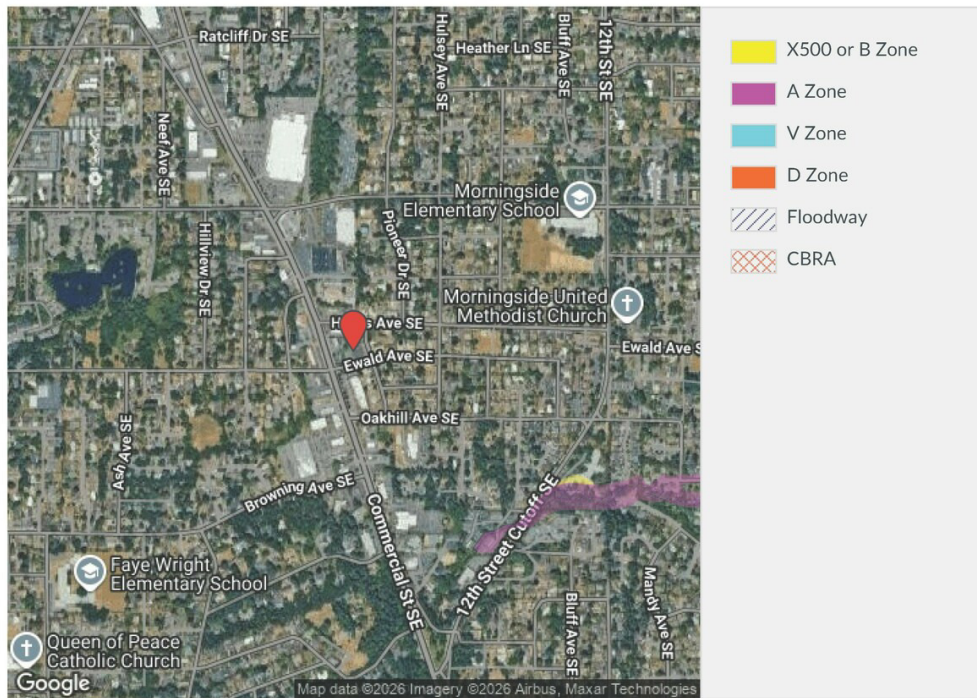 Ratcliff Dr SE
Hulsey Ave SE
Heather Ln SE
Bluff Ave SE
12th St SE
Neef Ave SE
Morningside
Elementary School
Pioneer Dr SE
Hillview Dr SE
Morningside United
Methodist Church
Ave SE
Ewald Ave SE
Ewald Ave S
Oakhill Ave SE
Ash Ave SE
Browning Ave SE
Commercial St SE
12th Street Cutoff SE
Faye Wright
Elementary School
Bluff Ave SE
Mandy Ave SE
Queen of Peace
Catholic Church
Google
Map data ©2026 Imagery ©2026 Airbus, Maxar Technologies
X500 or B Zone
A Zone
V Zone
D Zone
Floodway
CBRA